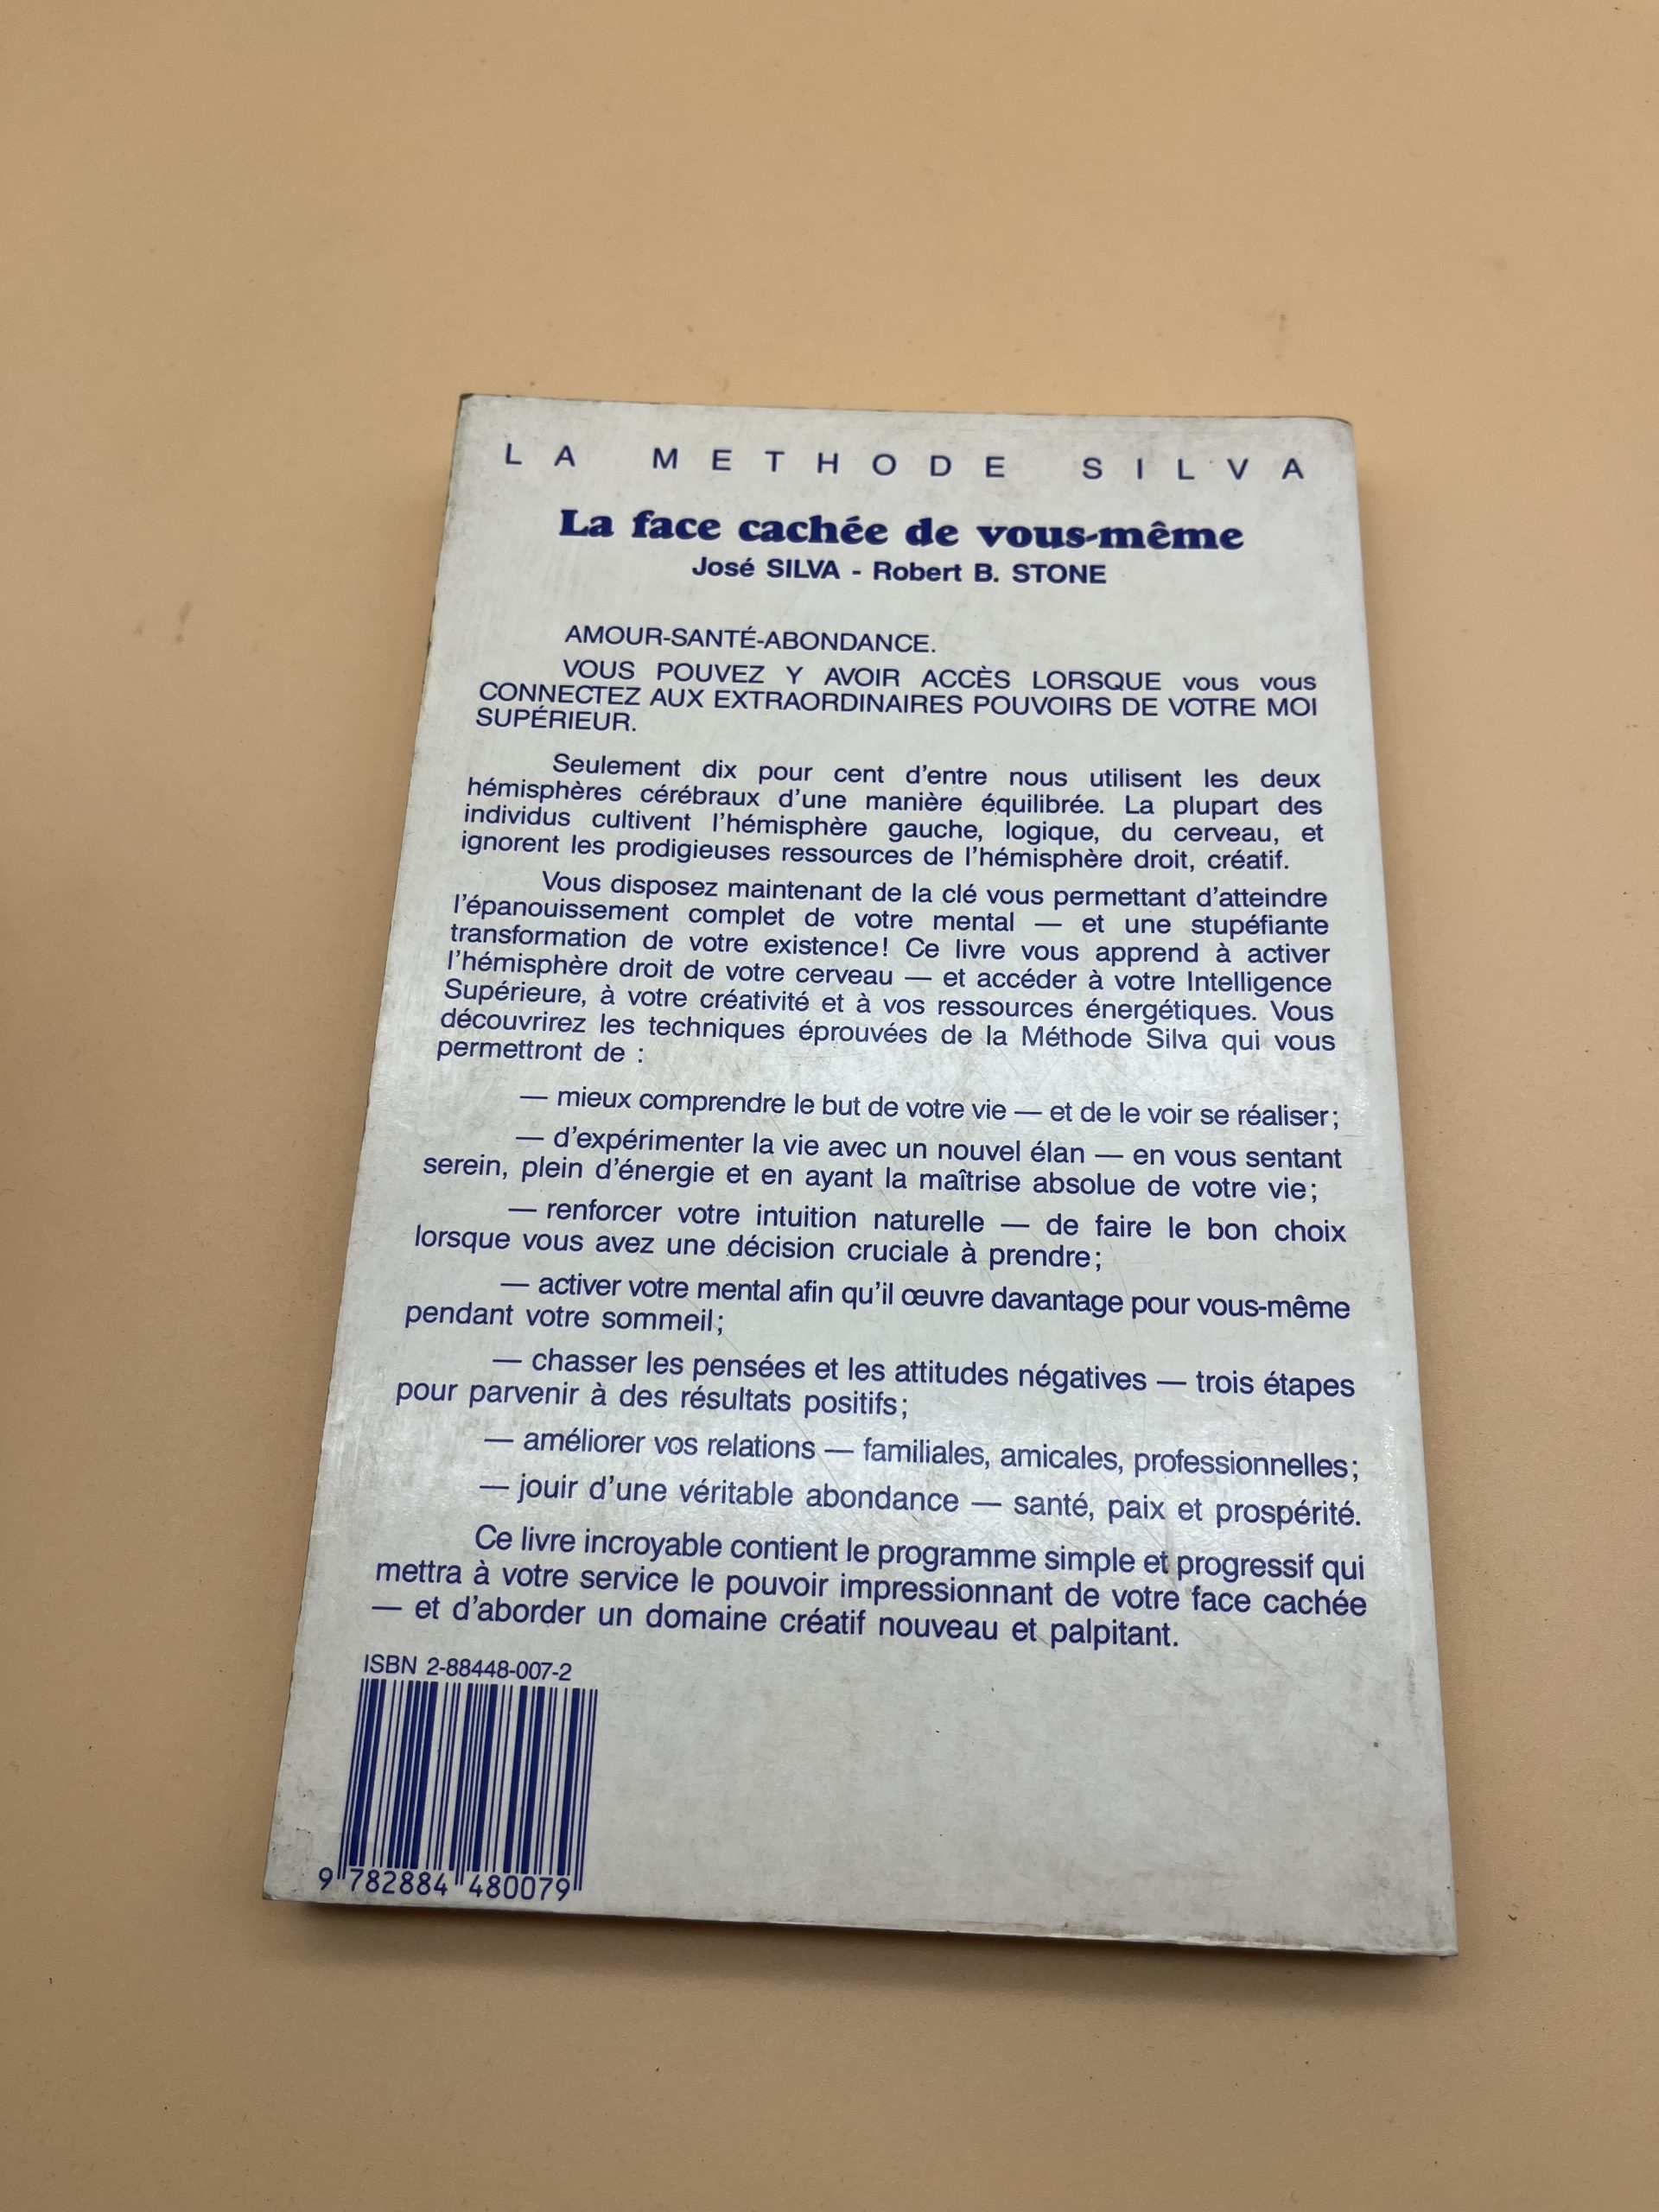 LA METHODE SILVA
La face cachée de vous-même
José SILVA - Robert B. STONE
AMOUR-SANTÉ-ABONDANCE.
VOUS POUVEZ Y AVOIR ACCÈS LORSQUE vous vous
CONNECTEZ AUX EXTRAORDINAIRES POUVOIRS DE VOTRE MOI
SUPÉRIEUR.
Seulement dix pour cent d'entre nous utilisent les deux
hémisphères cérébraux d'une manière équilibrée. La plupart des
individus cultivent l'hémisphère gauche, logique, du cerveau, et
ignorent les prodigieuses ressources de l'hémisphère droit, créatif.
Vous disposez maintenant de la clé vous permettant d'atteindre
l'épanouissement complet de votre mental — et une stupéfiante
transformation de votre existence! Ce livre vous apprend à activer
l'hémisphère droit de votre cerveau — et accéder à votre Intelligence
Supérieure, à votre créativité et à vos ressources énergétiques. Vous
découvrirez les techniques éprouvées de la Méthode Silva qui vous
permettront de :
— mieux comprendre le but de votre vie — et de le voir se réaliser;
— d'expérimenter la vie avec un nouvel élan — en vous sentant
serein, plein d'énergie et en ayant la maîtrise absolue de votre vie;
— renforcer votre intuition naturelle — de faire le bon choix
lorsque vous avez une décision cruciale à prendre;
— activer votre mental afin qu'il œuvre davantage pour vous-même
pendant votre sommeil;
— chasser les pensées et les attitudes négatives — trois étapes
pour parvenir à des résultats positifs;
— améliorer vos relations — familiales, amicales, professionnelles;
— jouir d'une véritable abondance — santé, paix et prospérité.
Ce livre incroyable contient le programme simple et progressif qui
mettra à votre service le pouvoir impressionnant de votre face cachée
— et d'aborder un domaine créatif nouveau et palpitant.
ISBN 2-88448-007-2
9 782884 480079